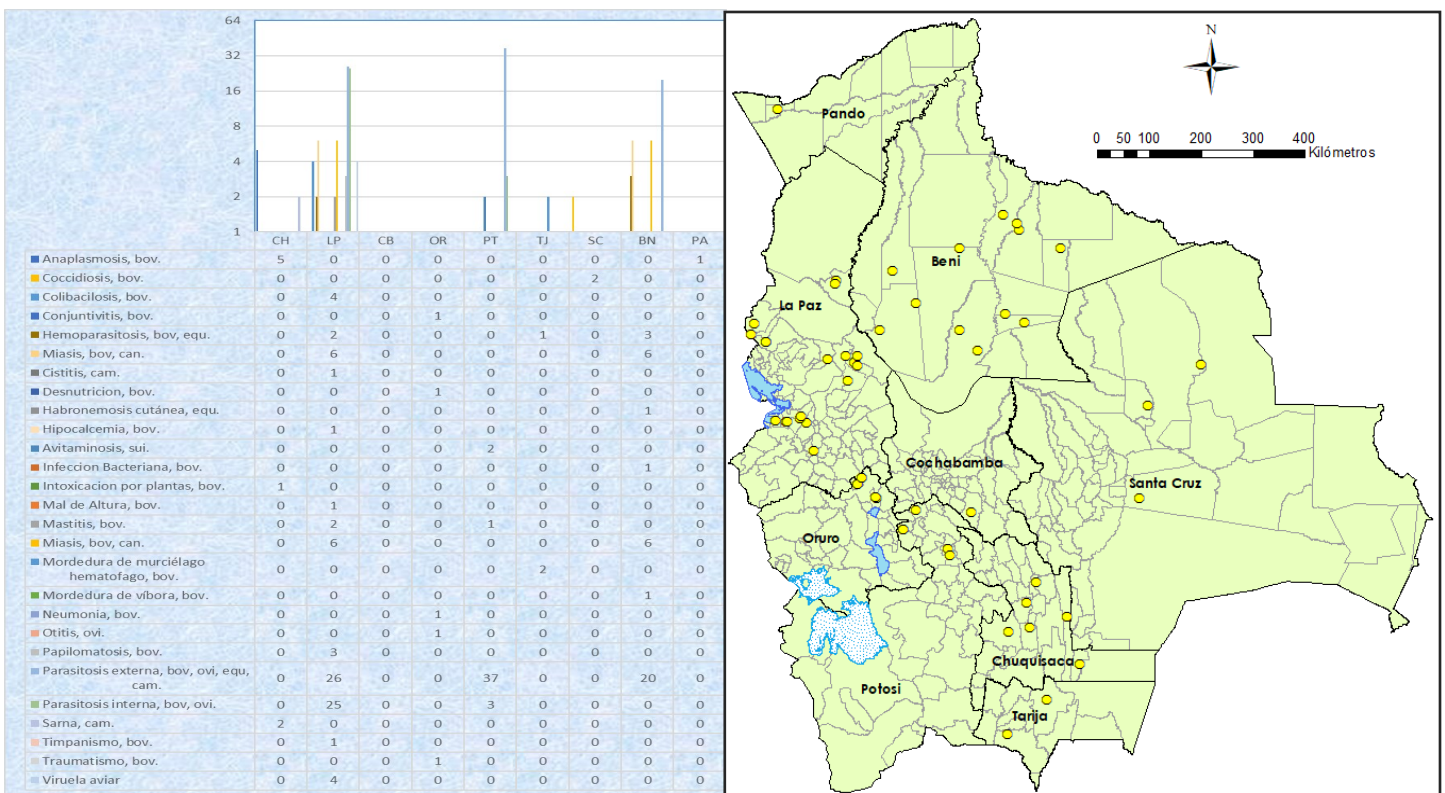 64
32
16
8
4
2
1
CH LP CB OR PT TJ SC BN PA
Anaplasmosis, bov. 5 0 0 0 0 0 0 0 1
Coccidiosis, bov. 0 0 0 0 0 0 2 0 0
Colibacilosis, bov. 0 4 0 0 0 0 0 0 0
Conjuntivitis, bov. 0 0 0 1 0 0 0 0 0
Hemoparasitosis, bov, equ. 0 2 0 0 0 1 0 3 0
Miasis, bov, can. 0 6 0 0 0 0 0 6 0
Cistitis, cam. 0 1 0 0 0 0 0 0 0
Desnutricion, bov. 0 0 0 1 0 0 0 0 0
Habronemosis cutánea, equ. 0 0 0 0 0 0 0 1 0
Hipocalcemia, bov. 0 1 0 0 0 0 0 0 0
Avitaminosis, sui. 0 0 0 0 2 0 0 0 0
Infeccion Bacteriana, bov. 0 0 0 0 0 0 0 1 0
Intoxicacion por plantas, bov. 1 0 0 0 0 0 0 0 0
Mal de Altura, bov. 0 1 0 0 0 0 0 0 0
Mastitis, bov. 0 2 0 0 1 0 0 0 0
Miasis, bov, can. 0 6 0 0 0 0 0 6 0
Mordedura de murciélago
hematofago, bov. 0 0 0 0 0 2 0 0 0
Mordedura de víbora, bov. 0 0 0 0 0 0 0 1 0
Neumonia, bov. 0 0 0 1 0 0 0 0 0
Otitis, ovi. 0 0 0 1 0 0 0 0 0
Papilomatosis, bov. 0 3 0 0 0 0 0 0 0
Parasitosis externa, bov, ovi, equ,
cam. 0 26 0 0 37 0 0 20 0
Parasitosis interna, bov, ovi. 0 25 0 0 3 0 0 0 0
Sarna, cam. 2 0 0 0 0 0 0 0 0
Timpanismo, bov. 0 1 0 0 0 0 0 0 0
Traumatismo, bov. 0 0 0 1 0 0 0 0 0
Viruela aviar 0 4 0 0 0 0 0 0 0
N
0 50 100 200 300 400
Kilómetros
Pando
Beni
La Paz
Cochabamba
Santa Cruz
Oruro
Chuquisaca
Potosi
Tarija